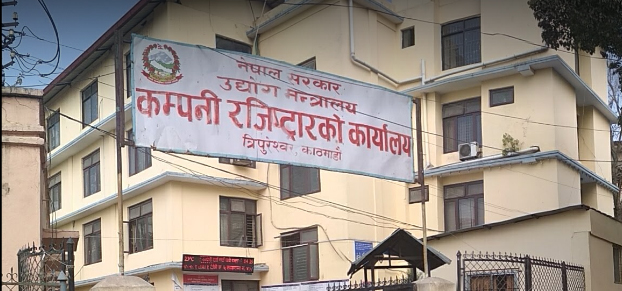 नेपाल सरकार
उद्योग मन्त्रालय
कम्पनी रजिष्ट्रारको कार्यालय
त्रिपुरेश्वर, काठमाडौं